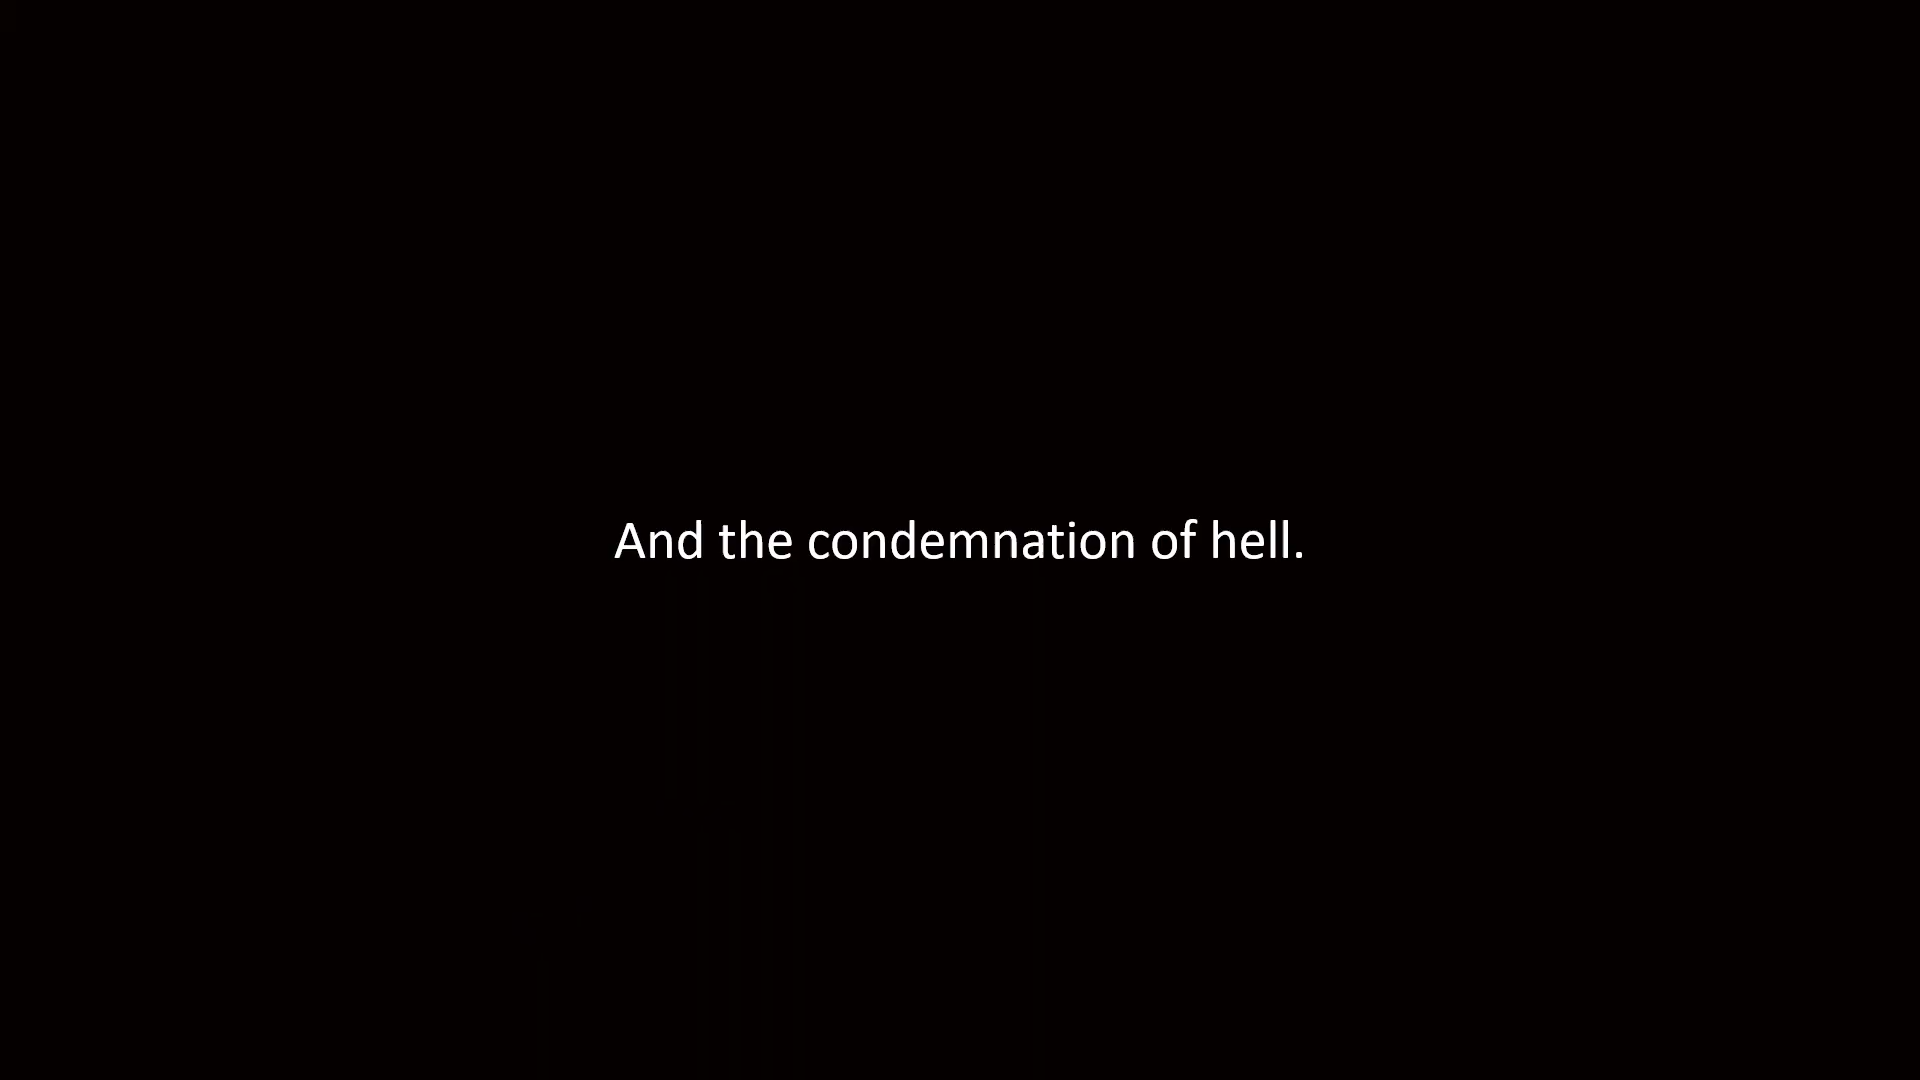 And the condemnation of hell.